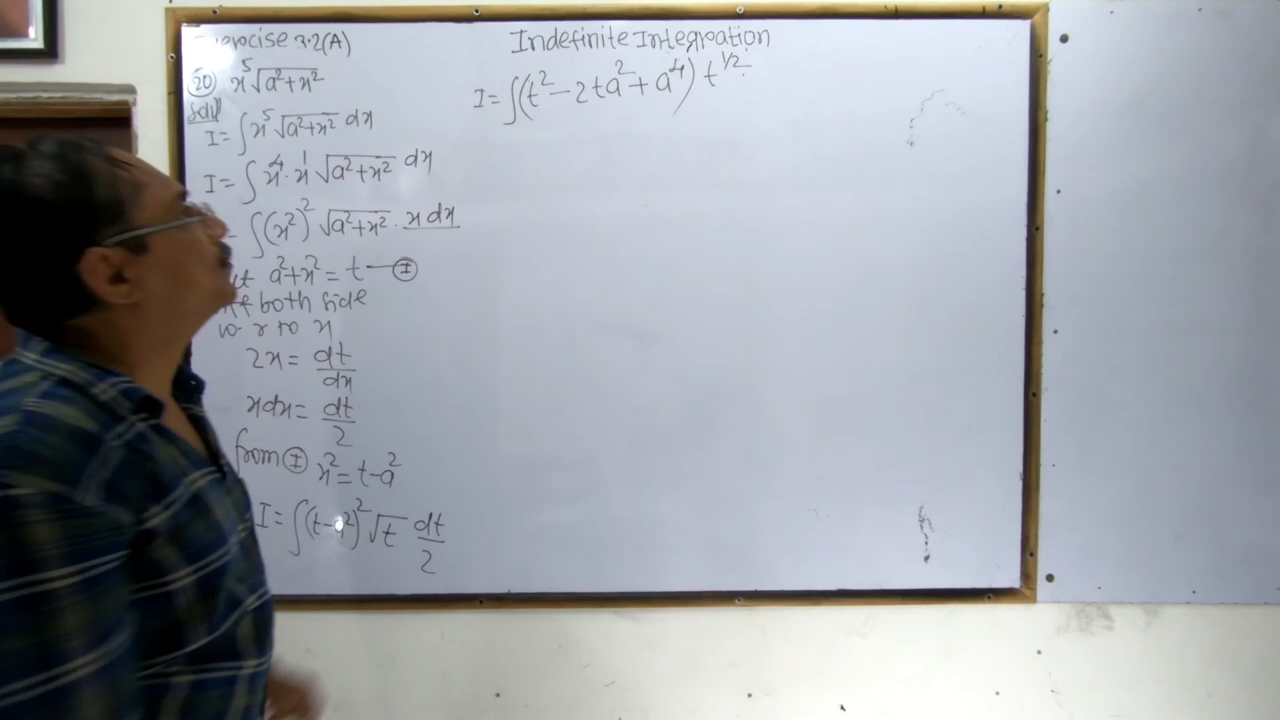 ercise 3.2(A)
Indefinite Integration
(20) x⁵√a²+x²
Solⁿ
I = ∫x⁵√a²+x² dx
I = ∫x⁴·x¹√a²+x² dx
∫(x²)²√a²+x² · x dx
a²+x² = t — (I)
both side
w. r to x
2x = dt/dx
xdx = dt/2
from (I) x² = t-a²
I = ∫(t-a²)²√t dt/2
I = ∫(t²-2ta²+a⁴) t^1/2